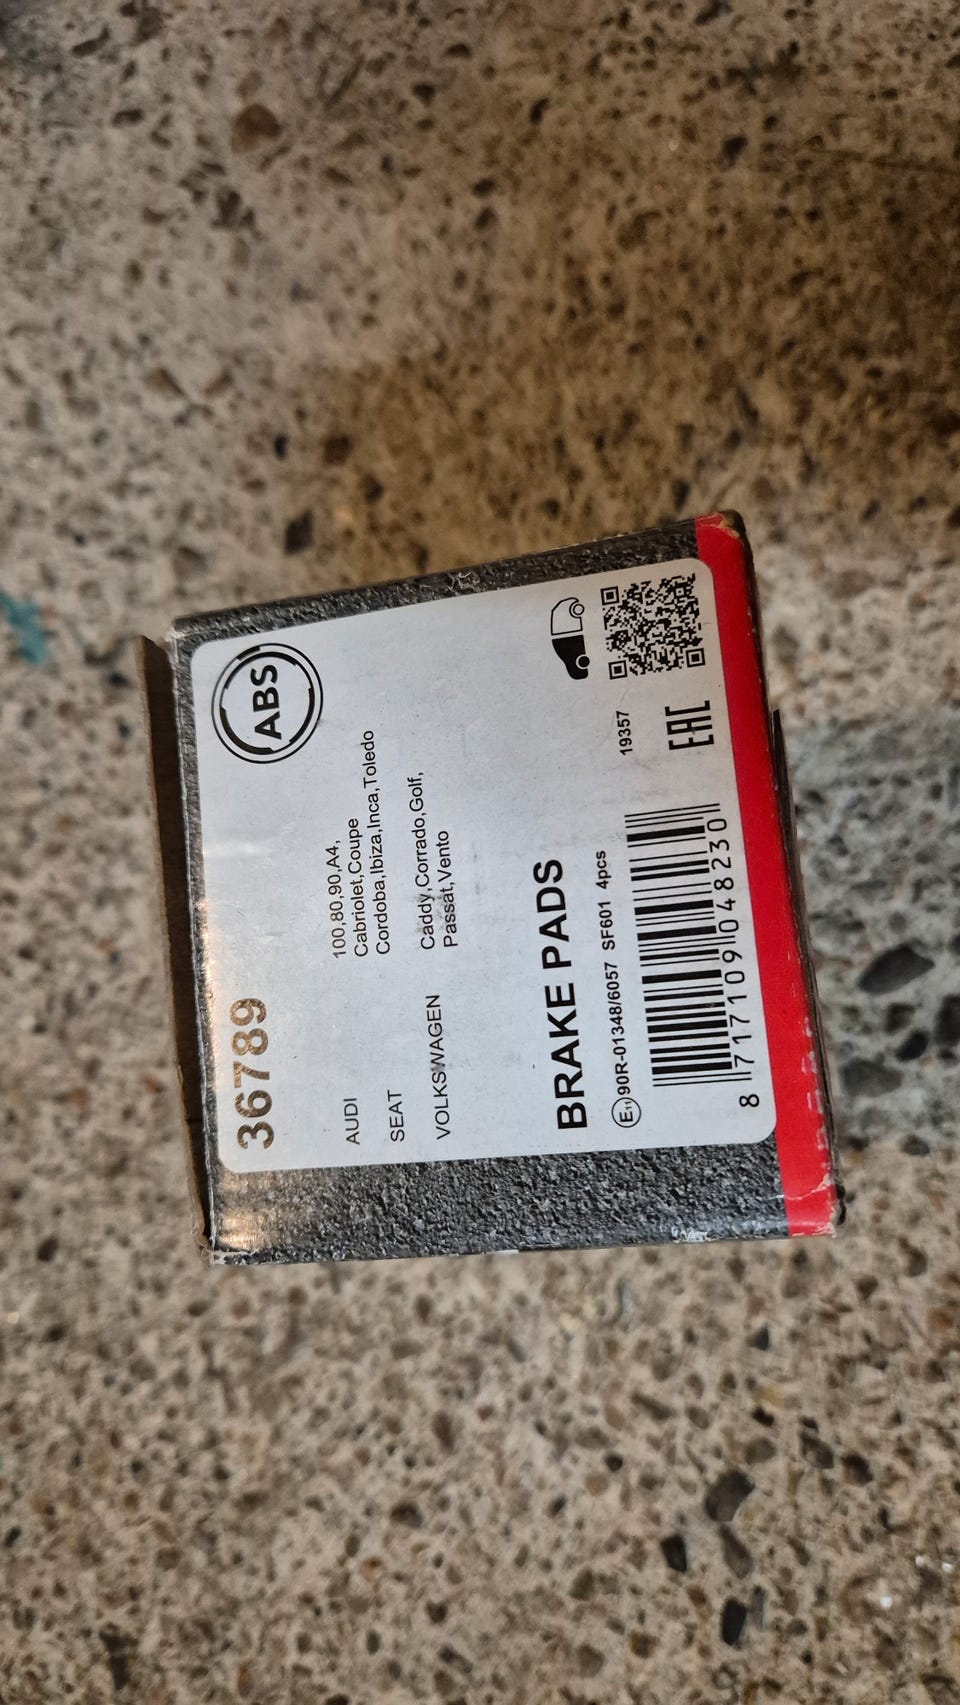 36789
ABS
AUDI 100,80,90,A4,
Cabriolet,Coupe
SEAT Cordoba,Ibiza,Inca,Toledo
VOLKSWAGEN Caddy,Corrado,Golf,
Passat,Vento
BRAKE PADS
E11 90R-01348/6057 SF601 4pcs 19357
EAC
8 717109 048230